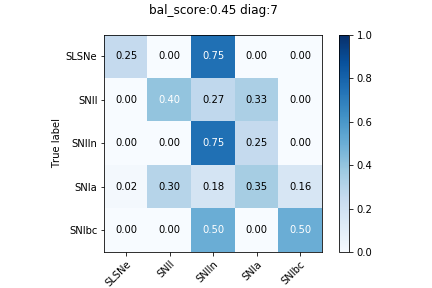 bal_score:0.45 diag:7
True label
SLSNe 0.25 0.00 0.75 0.00 0.00
SNII 0.00 0.40 0.27 0.33 0.00
SNIIn 0.00 0.00 0.75 0.25 0.00
SNIa 0.02 0.30 0.18 0.35 0.16
SNIbc 0.00 0.00 0.50 0.00 0.50
SLSNe SNII SNIIn SNIa SNIbc
1.0
0.8
0.6
0.4
0.2
0.0